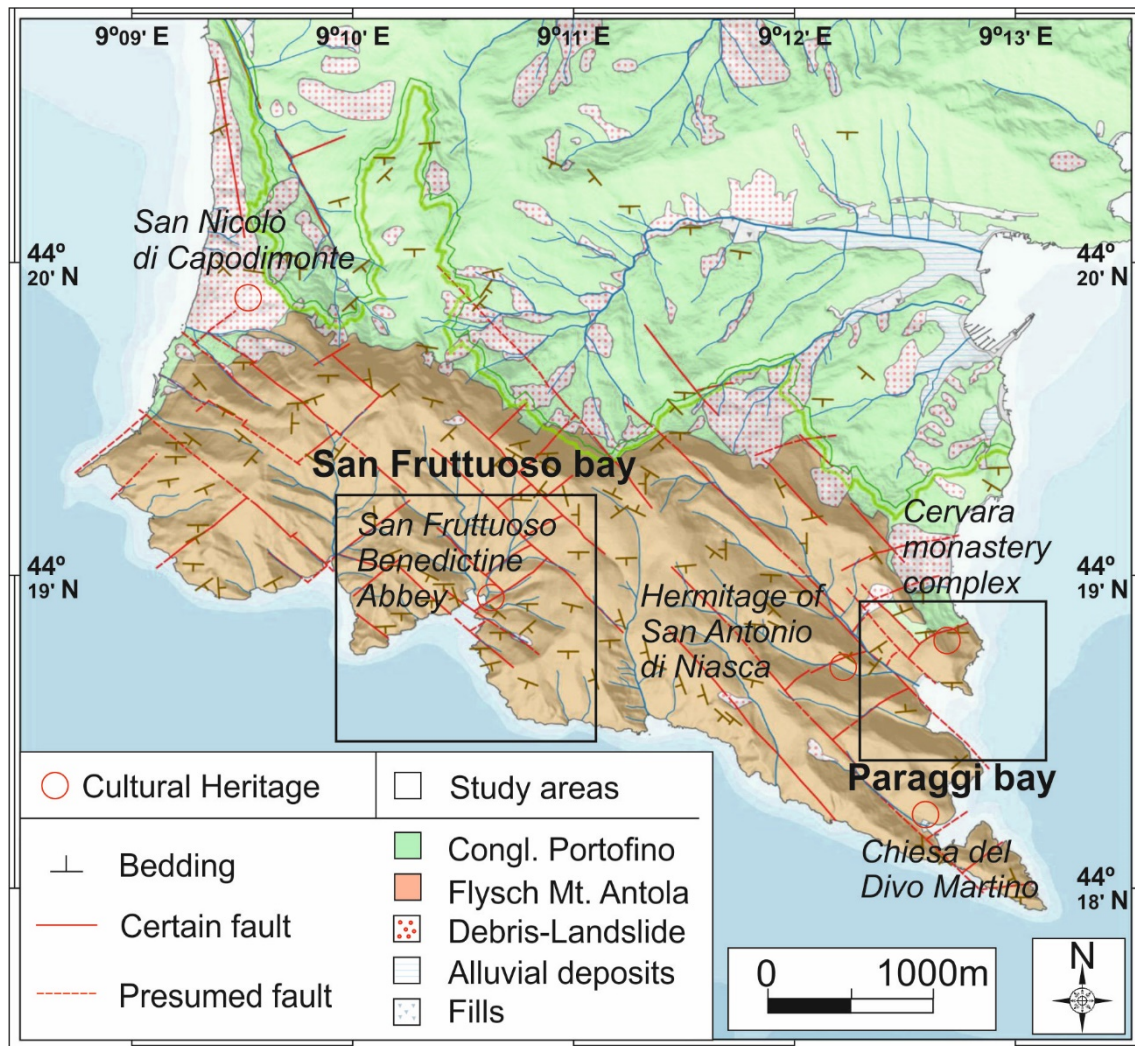 9º09' E
9º10' E
9º11' E
9º12' E
9º13' E
San Nicolò
di Capodimonte
44º
20' N
44º
20' N
San Fruttuoso bay
San Fruttuoso
Benedictine
Abbey
Cervara
monastery
complex
44º
19' N
44º
19' N
Hermitage of
San Antonio
di Niasca
Paraggi bay
Chiesa del
Divo Martino
44º
18' N
Cultural Heritage
Study areas
Bedding
Certain fault
Presumed fault
Congl. Portofino
Flysch Mt. Antola
Debris-Landslide
Alluvial deposits
Fills
0 1000m
N